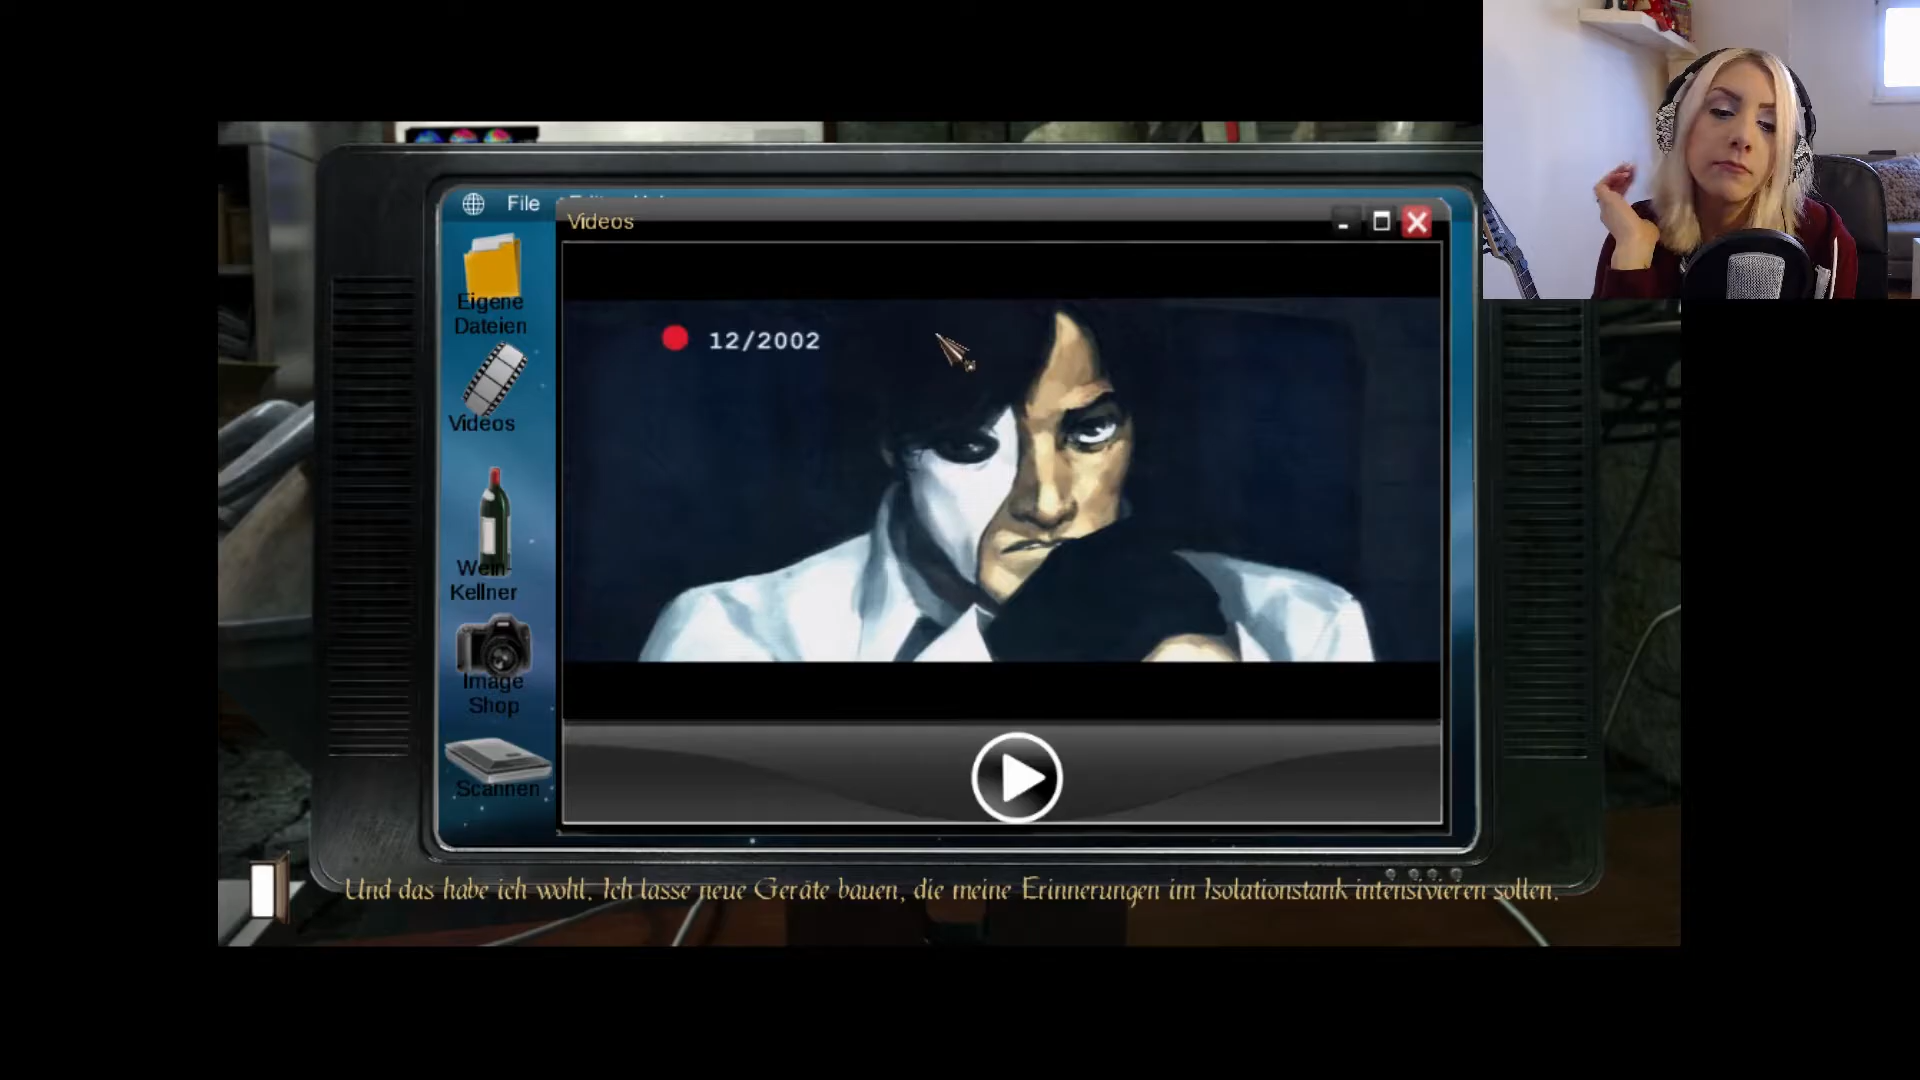 File
Videos
Eigene
Dateien
12/2002
Videos
Wein-
Kellner
Image
Shop
Scannen
Und das habe ich wohl. Ich lasse neue Geräte bauen, die meine Erinnerungen im Isolationstank intensivieren sollen.